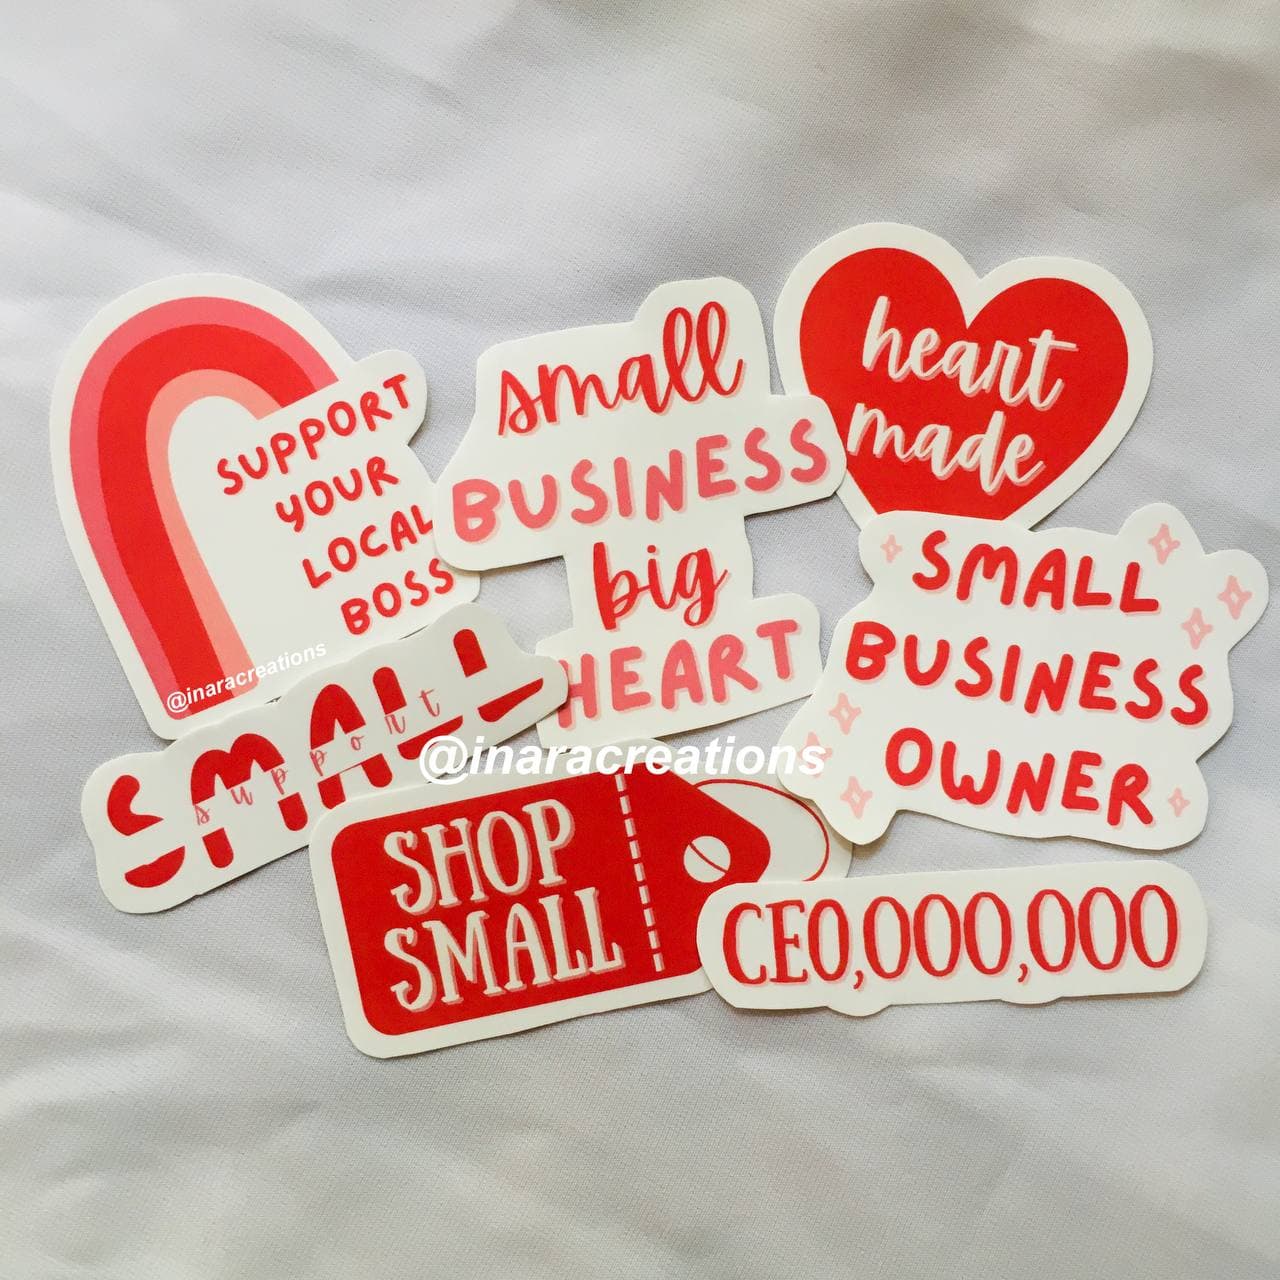 SUPPORT
YOUR
LOCAL
BOSS
@inaracreations
small
BUSINESS
big
HEART
heart
made
SMALL
BUSINESS
OWNER
SMALL
support
@inaracreations
SHOP
SMALL
CEO,000,000